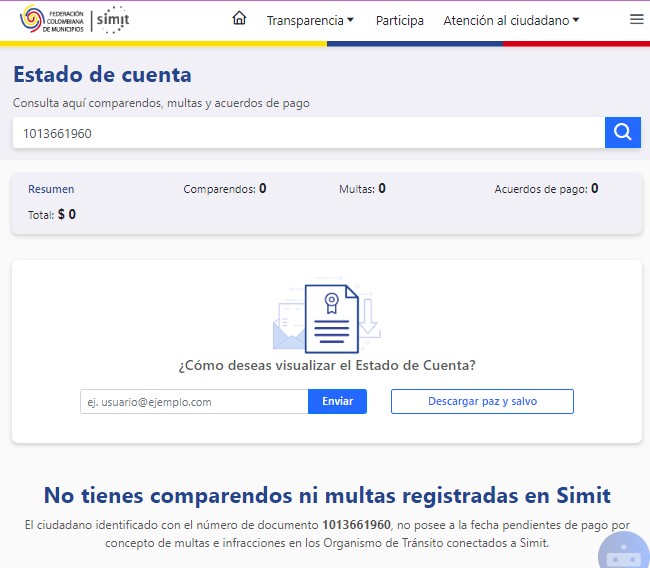 FEDERACIÓN
COLOMBIANA
DE MUNICIPIOS
simit
Transparencia
Participa
Atención al ciudadano
Estado de cuenta
Consulta aquí comparendos, multas y acuerdos de pago
1013661960
Resumen
Comparendos: 0
Multas: 0
Acuerdos de pago: 0
Total: $ 0
¿Cómo deseas visualizar el Estado de Cuenta?
ej. usuario@ejemplo.com
Enviar
Descargar paz y salvo
No tienes comparendos ni multas registradas en Simit
El ciudadano identificado con el número de documento 1013661960, no posee a la fecha pendientes de pago por
concepto de multas e infracciones en los Organismo de Tránsito conectados a Simit.